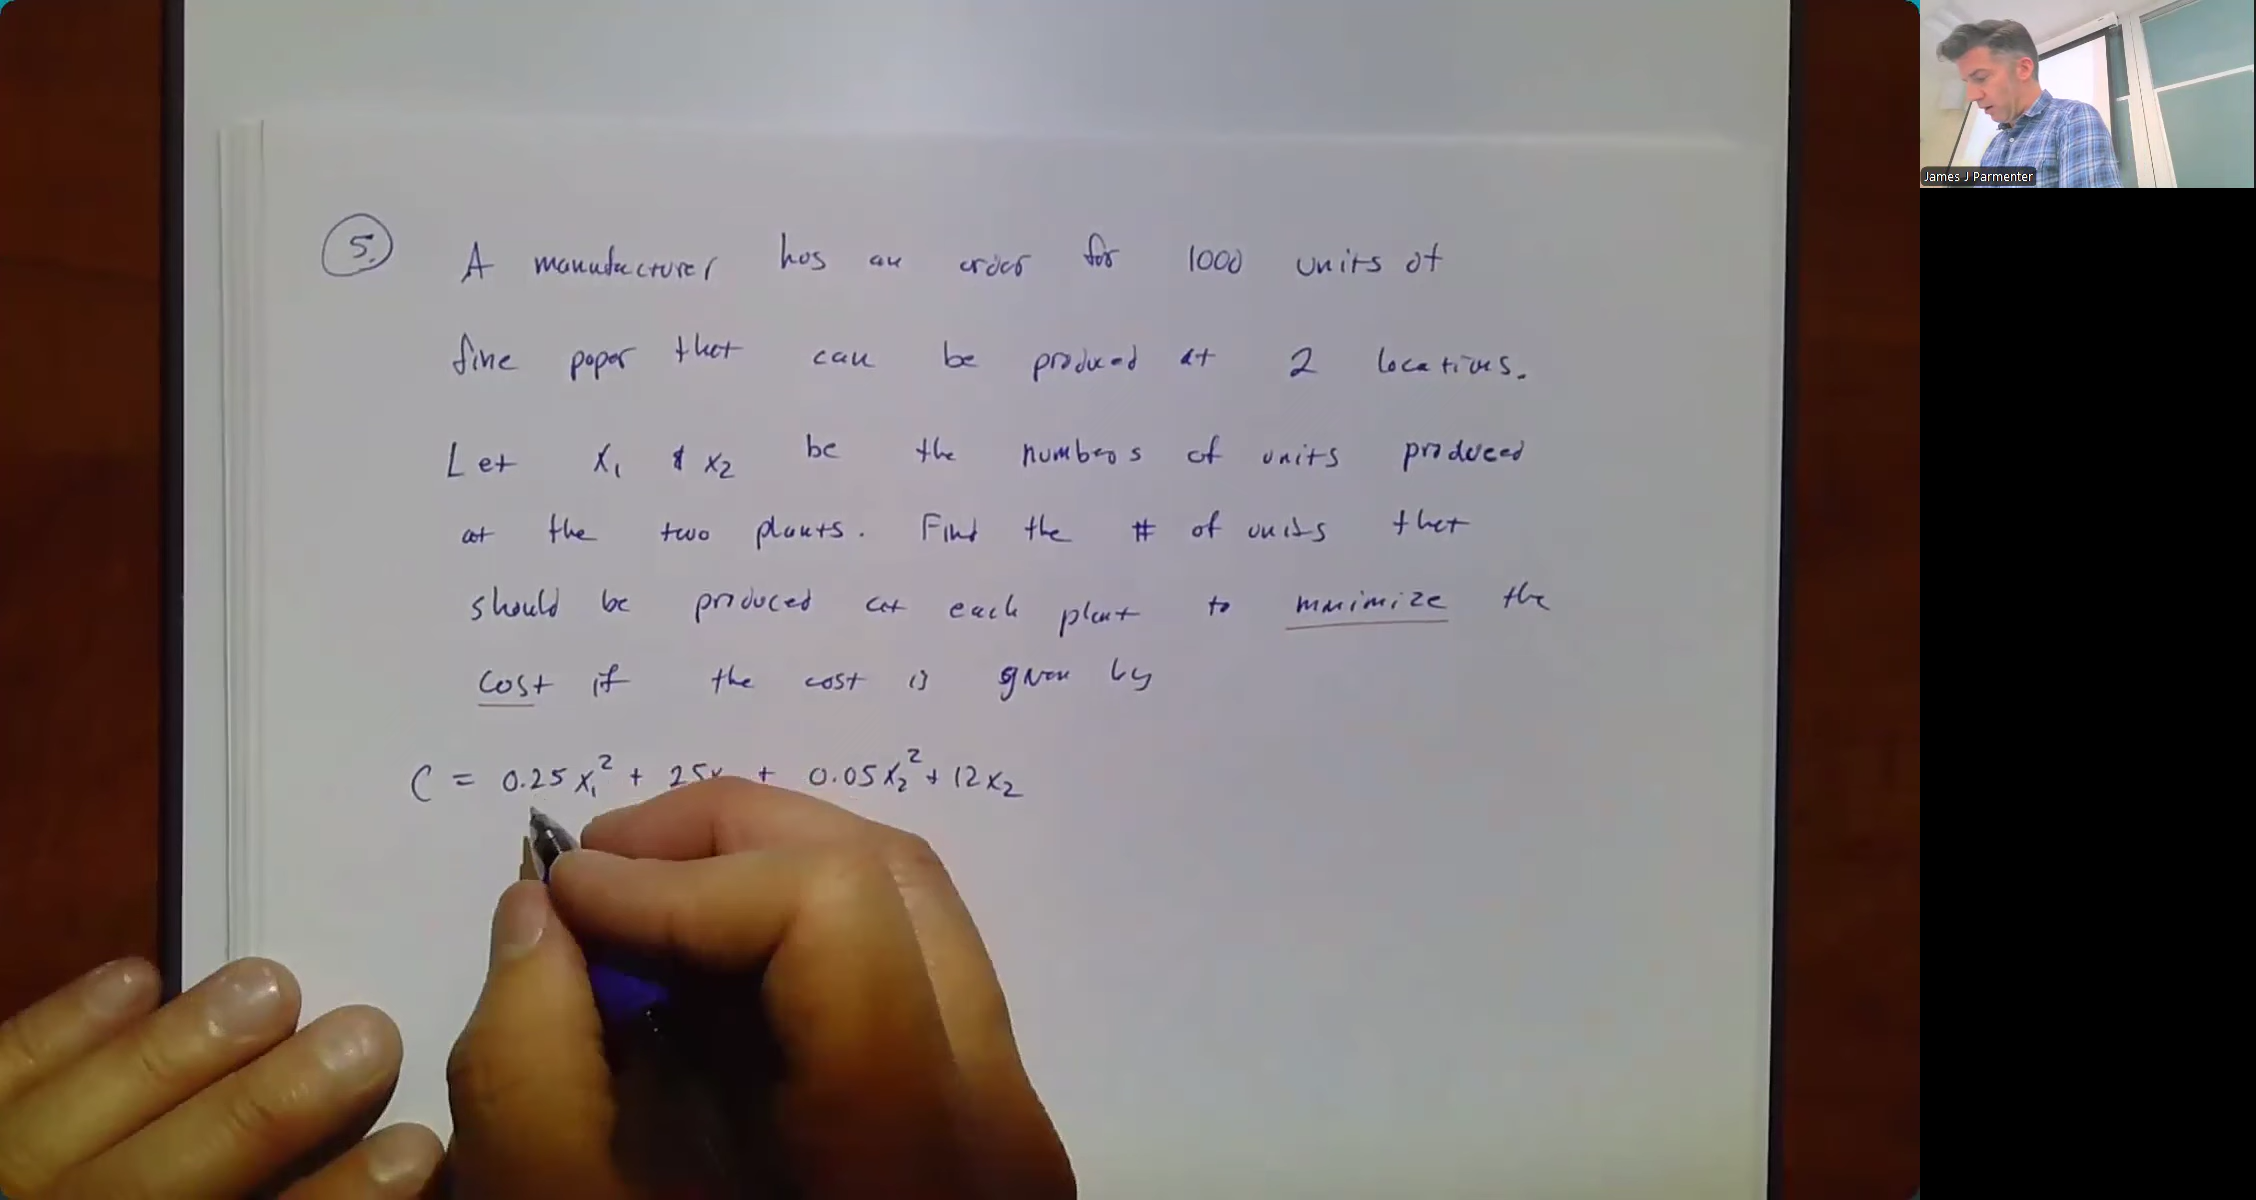 5.
A manufacturer has an order for 1000 units of
fine paper that can be produced at 2 locations.
Let x₁ & x₂ be the numbers of units produced
at the two plants. Find the # of units that
should be produced at each plant to minimize the
cost if the cost is given by
C = 0.25x₁² + 25x + 0.05x₂² + 12x₂
James J Parmenter